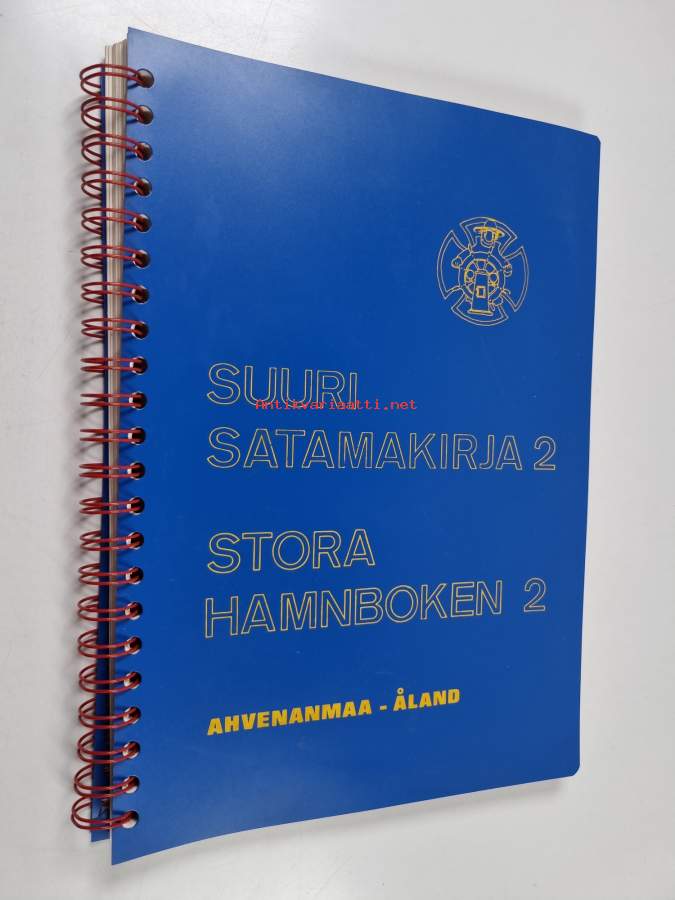 SUURI
Antikvariaatti.net
SATAMAKIRJA 2
STORA
HAMNBOKEN 2
AHVENANMAA - ÅLAND